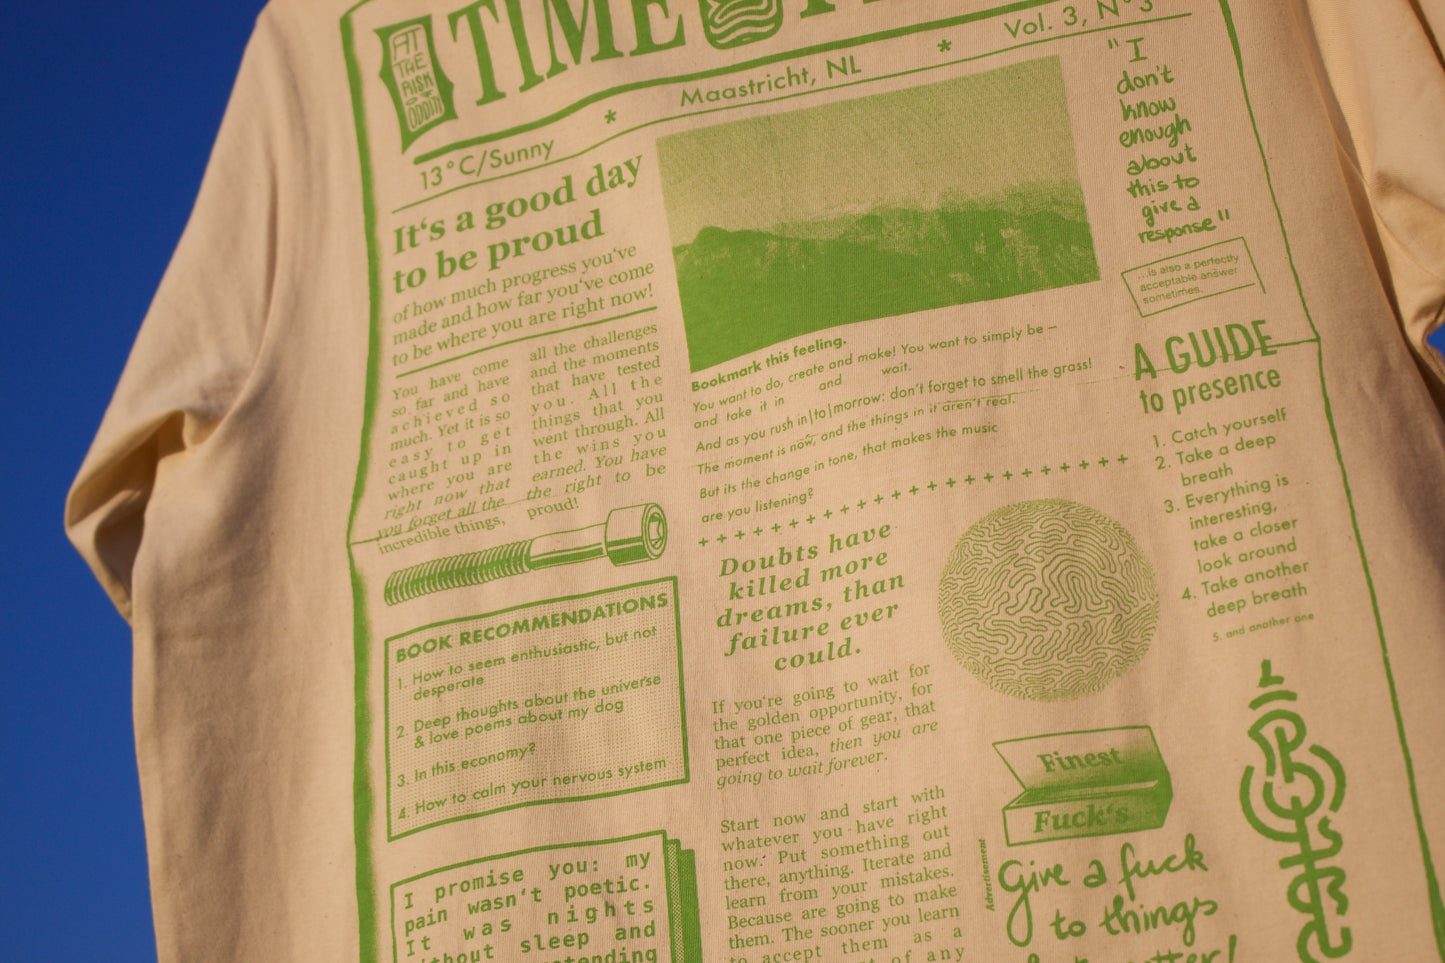 AT
THE
RISK
OF
ODDITY
TIME
13°C/Sunny
*
Maastricht, NL
*
Vol. 3, N°3
It's a good day
to be proud
of how much progress you've
made and how far you've come
to be where you are right now!
You have come
so far and have
achieved so
much. Yet it is so
easy to get
caught up in
where you are
right now that
you forget all the
incredible things,
all the challenges
and the moments
that have tested
you. All the
things that you
went through. All
the wins you
earned. You have
the right to be
proud!
BOOK RECOMMENDATIONS
1. How to seem enthusiastic, but not
desperate
2. Deep thoughts about the universe
& love poems about my dog
3. In this economy?
4. How to calm your nervous system
I promise you: my
pain wasn't poetic.
It was nights
without sleep and
Bookmark this feeling.
You want to do, create and make! You want to simply be –
and take it in and wait.
And as you rush in|to|morrow: don't forget to smell the grass!
The moment is now, and the things in it aren't real.
But its the change in tone, that makes the music
are you listening?
+ + + + + + + + + + + + + + + + + + + + + + + + +
Doubts have
killed more
dreams, than
failure ever
could.
If you're going to wait for
the golden opportunity, for
that one piece of gear, that
perfect idea, then you are
going to wait forever.
Start now and start with
whatever you have right
now. Put something out
there, anything. Iterate and
learn from your mistakes.
Because are going to make
them. The sooner you learn
to accept them as a
of any
"I
don't
know
enough
about
this to
give a
response"
...is also a perfectly
acceptable answer
sometimes.
A GUIDE
to presence
1. Catch yourself
2. Take a deep
breath
3. Everything is
interesting,
take a closer
look around
4. Take another
deep breath
5. and another one
Finest
Fuck's
Advertisement
Give a fuck
to things